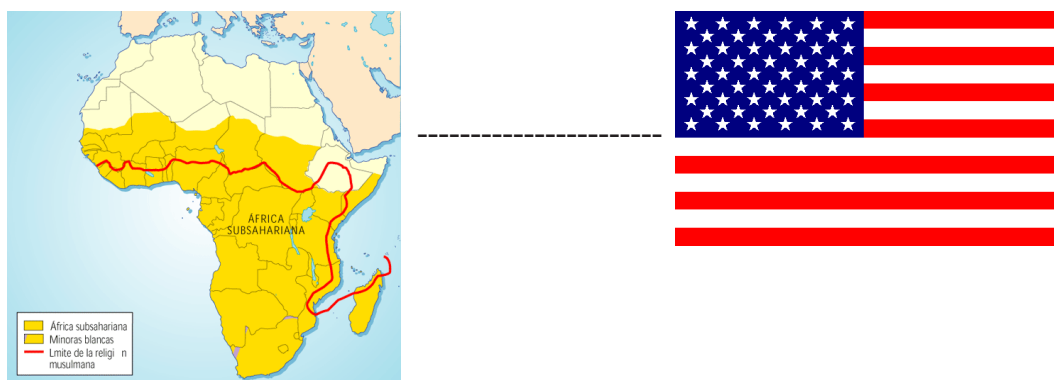 ÁFRICA
SUBSAHARIANA
África subsahariana
Minoras blancas
Lmite de la religi n
musulmana